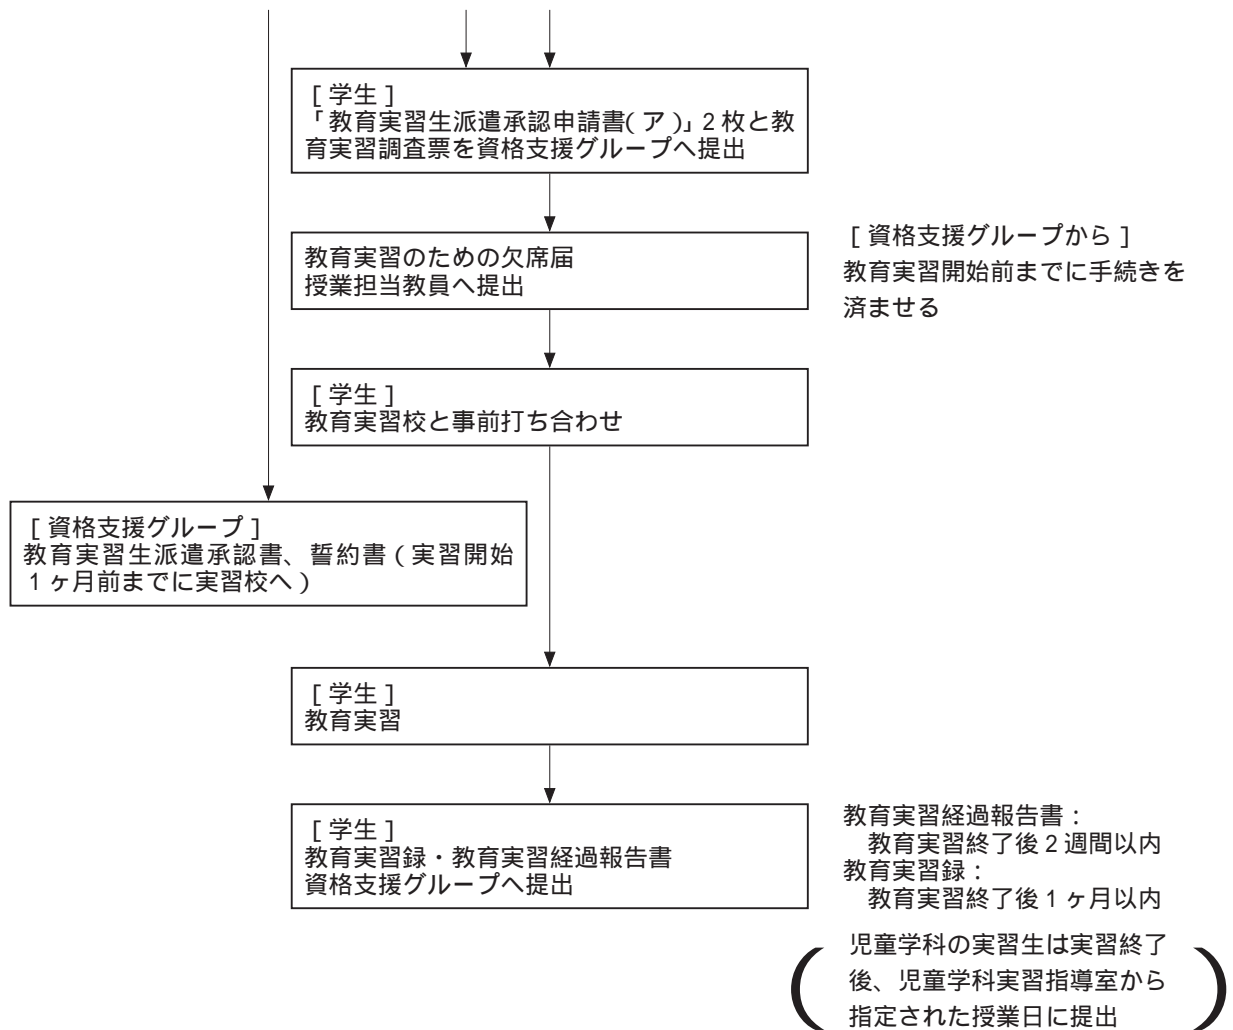 [学生]
「教育実習生派遣承認申請書(ア)」2枚と教
育実習調査票を資格支援グループへ提出
教育実習のための欠席届
授業担当教員へ提出
[資格支援グループから]
教育実習開始前までに手続きを
済ませる
[学生]
教育実習校と事前打ち合わせ
[資格支援グループ]
教育実習生派遣承認書、誓約書(実習開始
1ヶ月前までに実習校へ)
[学生]
教育実習
[学生]
教育実習録・教育実習経過報告書
資格支援グループへ提出
教育実習経過報告書:
教育実習終了後2週間以内
教育実習録:
教育実習終了後1ヶ月以内
(児童学科の実習生は実習終了
後、児童学科実習指導室から
指定された授業日に提出)